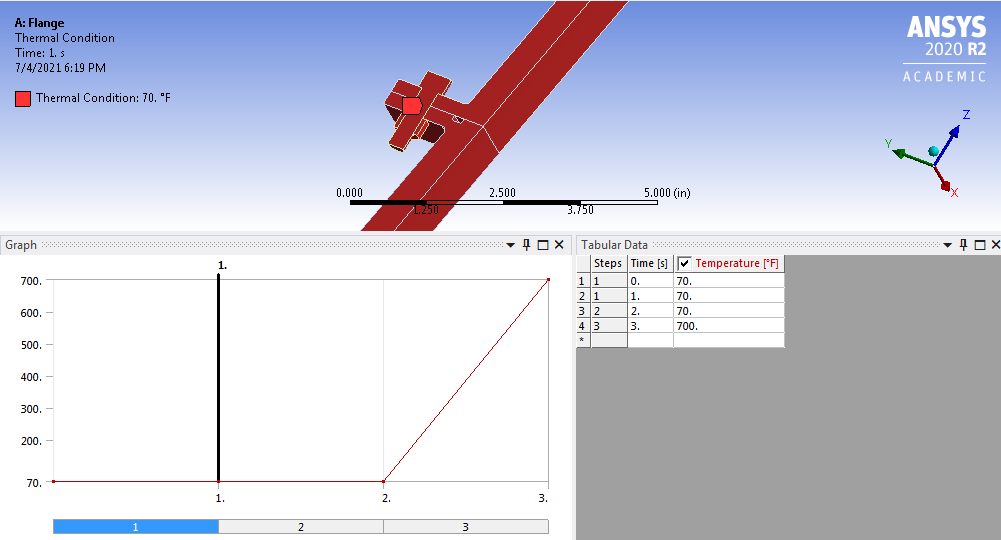 A: Flange
Thermal Condition
Time: 1. s
7/4/2021 6:19 PM
Thermal Condition: 70. °F
ANSYS
2020 R2
ACADEMIC
Z
Y
X
0.000 2.500 5.000 (in)
1.250 3.750
Graph
1.
700.
600.
500.
400.
300.
200.
70.
1. 2. 3.
1 2 3
Tabular Data
Steps Time [s] Temperature [°F]
1 1 0. 70.
2 1 1. 70.
3 2 2. 70.
4 3 3. 700.
*